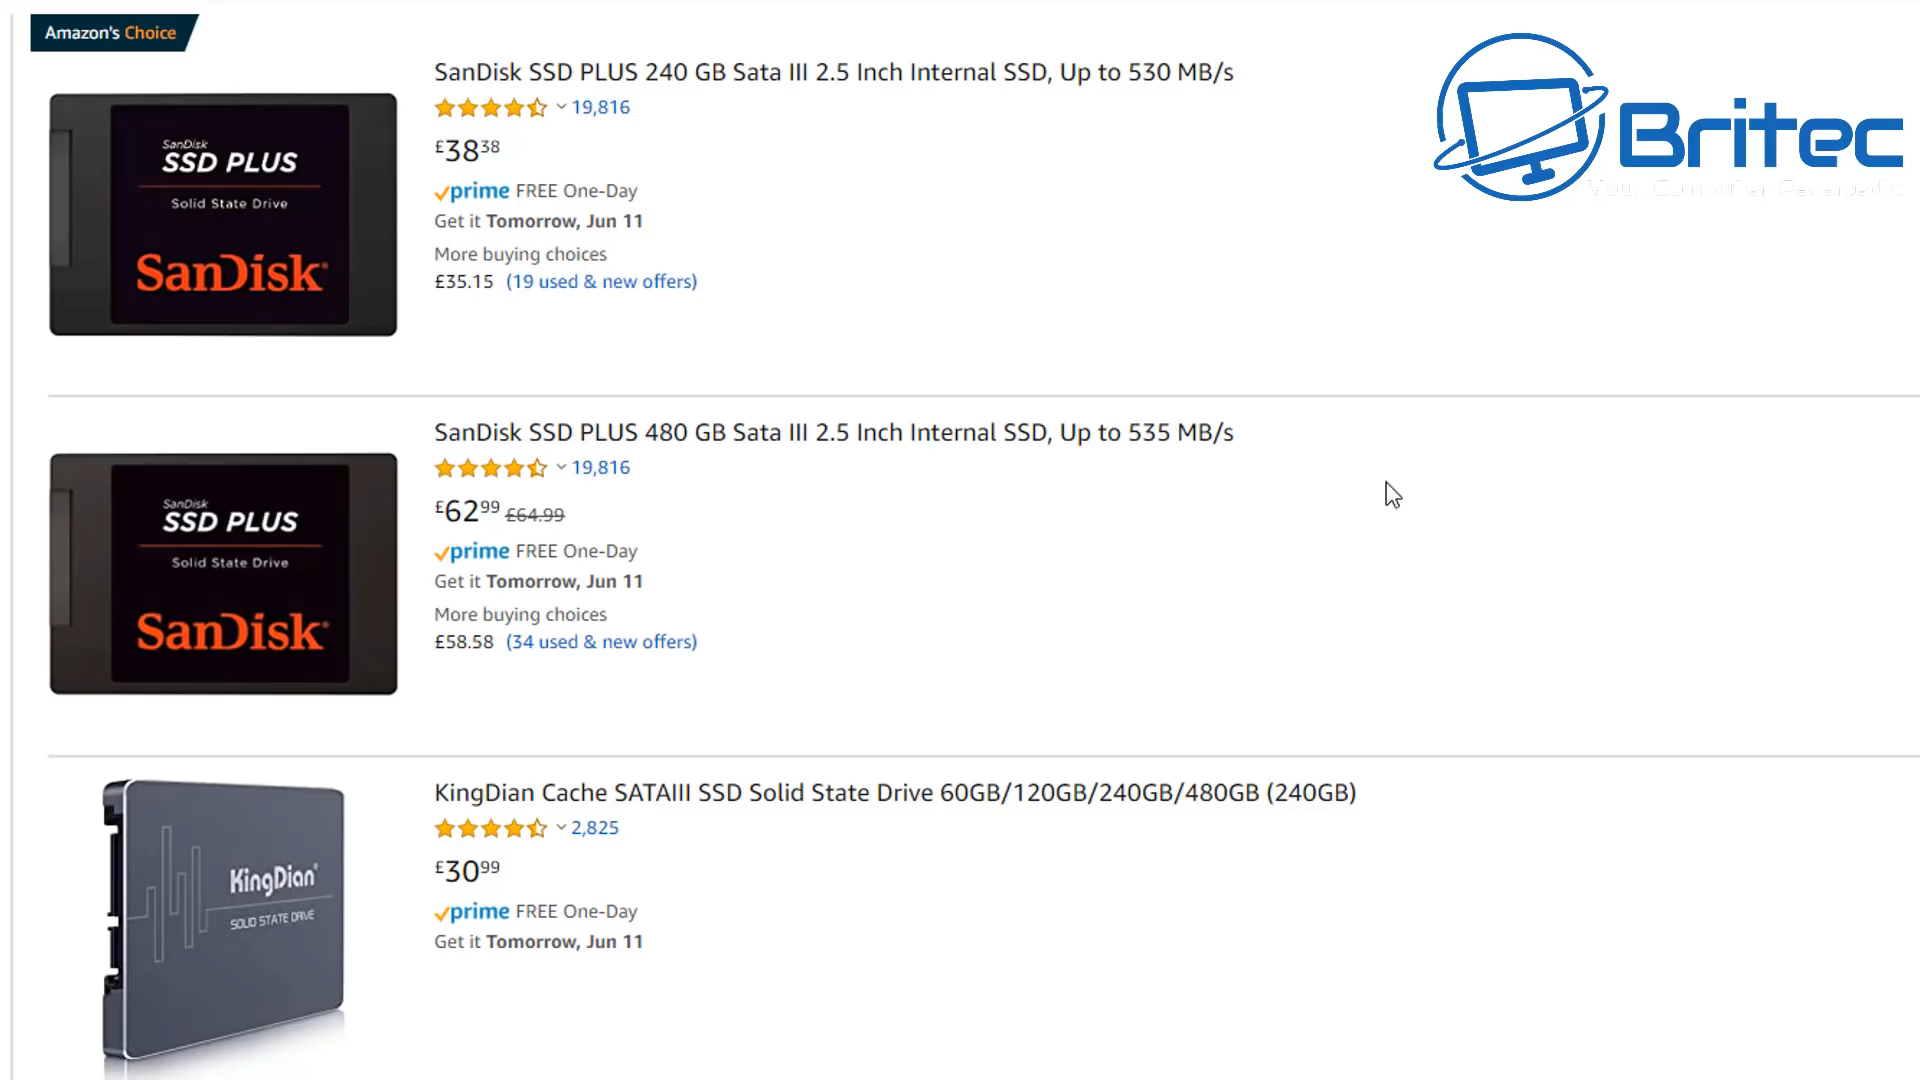 Amazon's Choice
SanDisk SSD PLUS 240 GB Sata III 2.5 Inch Internal SSD, Up to 530 MB/s
19,816
£3838
prime FREE One-Day
Get it Tomorrow, Jun 11
More buying choices
£35.15 (19 used & new offers)
SanDisk
SSD PLUS
Solid State Drive
SanDisk
Britec
Your Computer Paramedic
SanDisk SSD PLUS 480 GB Sata III 2.5 Inch Internal SSD, Up to 535 MB/s
19,816
£6299 £64.99
prime FREE One-Day
Get it Tomorrow, Jun 11
More buying choices
£58.58 (34 used & new offers)
SanDisk
SSD PLUS
Solid State Drive
SanDisk
KingDian Cache SATAIII SSD Solid State Drive 60GB/120GB/240GB/480GB (240GB)
2,825
£3099
prime FREE One-Day
Get it Tomorrow, Jun 11
KingDian
SOLID STATE DRIVE